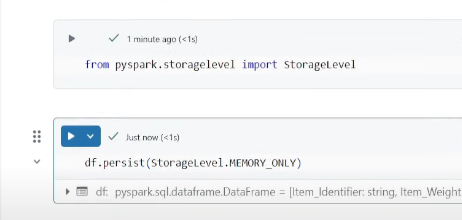 1 minute ago (<1s)
from pyspark.storagelevel import StorageLevel
Just now (<1s)
df.persist(StorageLevel.MEMORY_ONLY)
df: pyspark.sql.dataframe.DataFrame = [Item_Identifier: string, Item_Weight